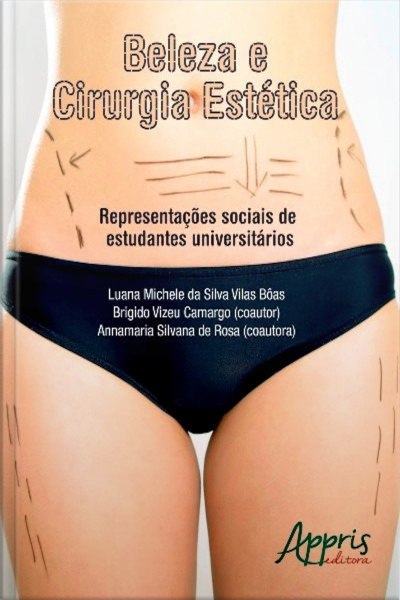 Beleza e
Cirurgia Estética
Representações sociais de
estudantes universitários
Luana Michele da Silva Vilas Bôas
Brigido Vizeu Camargo (coautor)
Annamaria Silvana de Rosa (coautora)
Appris
editora